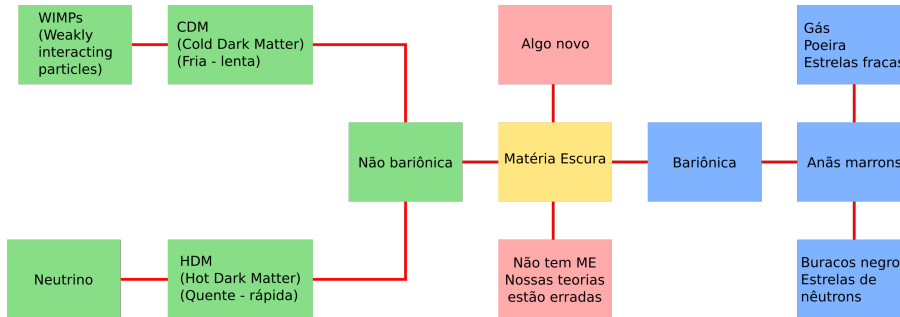 WIMPs
(Weakly
interacting
particles)
CDM
(Cold Dark Matter)
(Fria - lenta)
Algo novo
Gás
Poeira
Estrelas fracas
Não bariônica
Matéria Escura
Bariônica
Anãs marrons
Neutrino
HDM
(Hot Dark Matter)
(Quente - rápida)
Não tem ME
Nossas teorias
estão erradas
Buracos negro
Estrelas de
nêutrons